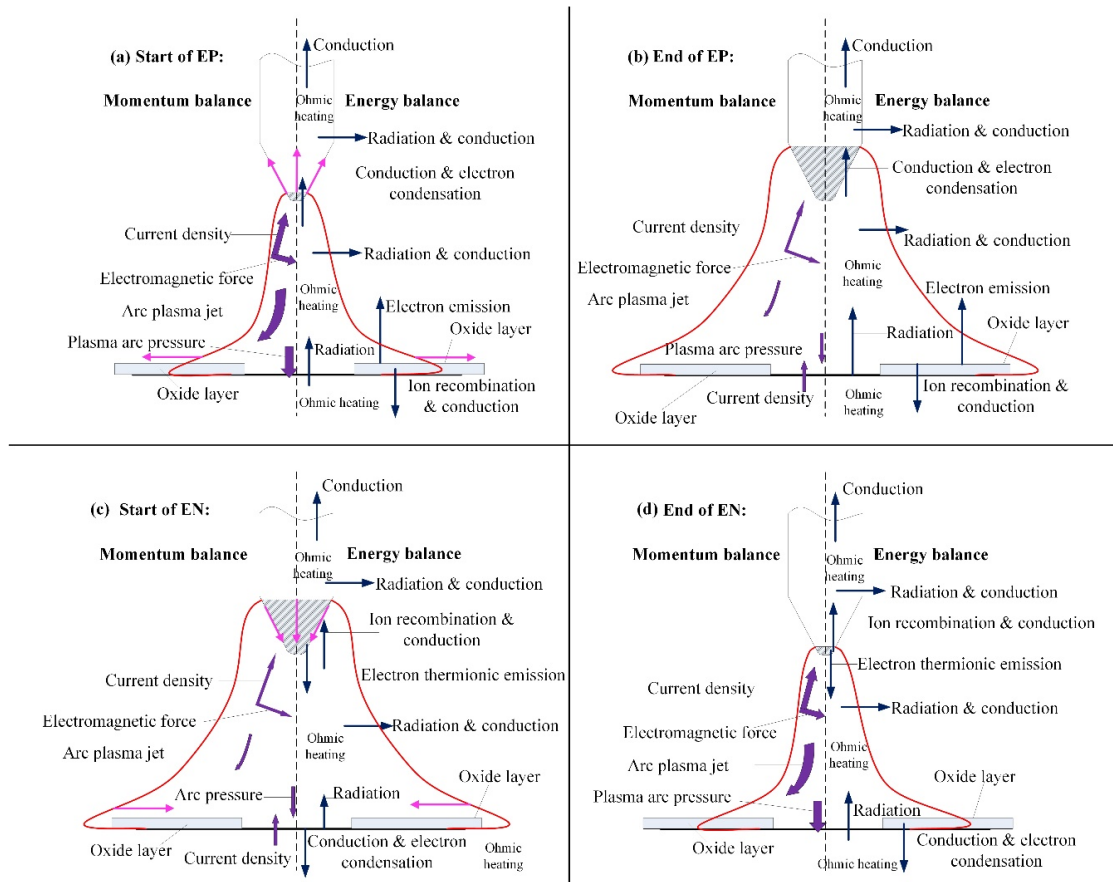 (a) Start of EP:
Momentum balance
Energy balance
Conduction
Ohmic
heating
Radiation & conduction
Conduction & electron
condensation
Current density
Radiation & conduction
Electromagnetic force
Ohmic
heating
Arc plasma jet
Electron emission
Oxide layer
Plasma arc pressure
Radiation
Oxide layer
Ohmic heating
Ion recombination
& conduction
(b) End of EP:
Momentum balance
Energy balance
Conduction
Ohmic
heating
Radiation & conduction
Conduction & electron
condensation
Current density
Radiation & conduction
Electromagnetic force
Ohmic
heating
Arc plasma jet
Electron emission
Oxide layer
Plasma arc pressure
Radiation
Current density
Oxide layer
Ohmic
heating
Ion recombination &
conduction
(c) Start of EN:
Momentum balance
Energy balance
Conduction
Ohmic
heating
Radiation & conduction
Ion recombination &
conduction
Current density
Electron thermionic emission
Electromagnetic force
Radiation & conduction
Arc plasma jet
Ohmic
heating
Oxide layer
Arc pressure
Radiation
Oxide layer
Current density
Conduction & electron
condensation
Ohmic
heating
(d) End of EN:
Momentum balance
Energy balance
Conduction
Ohmic
heating
Radiation & conduction
Ion recombination & conduction
Electron thermionic emission
Current density
Radiation & conduction
Electromagnetic force
Ohmic
heating
Arc plasma jet
Oxide layer
Plasma arc pressure
Radiation
Oxide layer
Ohmic heating
Conduction & electron
condensation